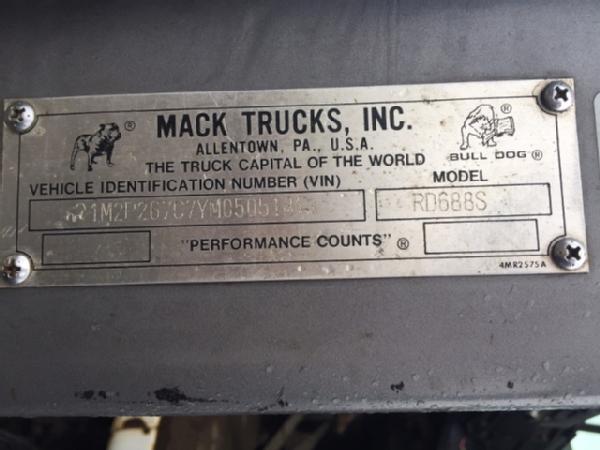 MACK TRUCKS, INC.
ALLENTOWN, PA., U.S.A.
THE TRUCK CAPITAL OF THE WORLD
BULL DOG ®
VEHICLE IDENTIFICATION NUMBER (VIN)
MODEL
RD688S
"PERFORMANCE COUNTS" ®
4MR2575A